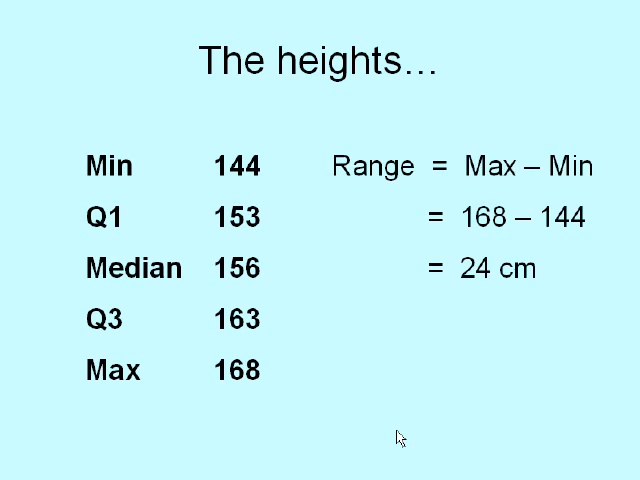 The heights…
Min 144 Range = Max – Min
Q1 153 = 168 – 144
Median 156 = 24 cm
Q3 163
Max 168